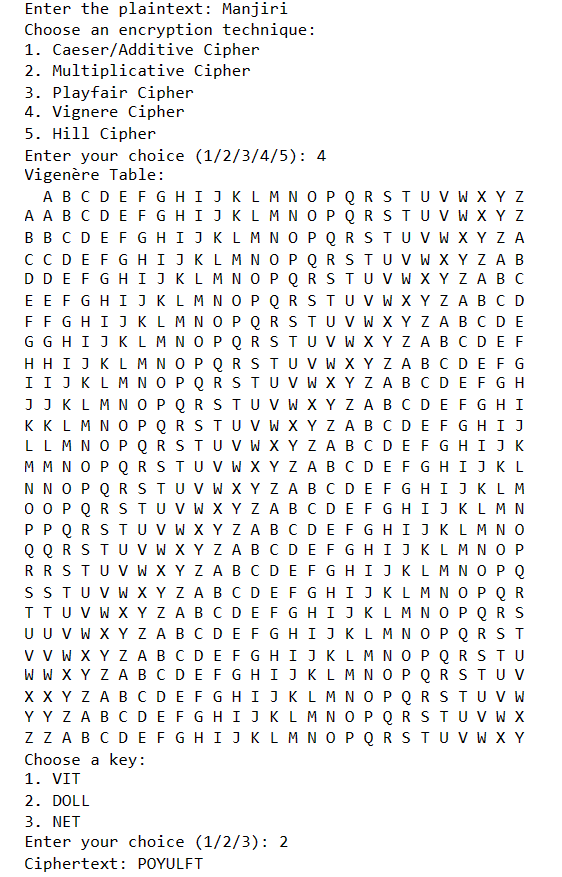 Enter the plaintext: Manjiri
Choose an encryption technique:
1. Caeser/Additive Cipher
2. Multiplicative Cipher
3. Playfair Cipher
4. Vignere Cipher
5. Hill Cipher
Enter your choice (1/2/3/4/5): 4
Vigenère Table:
  A B C D E F G H I J K L M N O P Q R S T U V W X Y Z
A A B C D E F G H I J K L M N O P Q R S T U V W X Y Z
B B C D E F G H I J K L M N O P Q R S T U V W X Y Z A
C C D E F G H I J K L M N O P Q R S T U V W X Y Z A B
D D E F G H I J K L M N O P Q R S T U V W X Y Z A B C
E E F G H I J K L M N O P Q R S T U V W X Y Z A B C D
F F G H I J K L M N O P Q R S T U V W X Y Z A B C D E
G G H I J K L M N O P Q R S T U V W X Y Z A B C D E F
H H I J K L M N O P Q R S T U V W X Y Z A B C D E F G
I I J K L M N O P Q R S T U V W X Y Z A B C D E F G H
J J K L M N O P Q R S T U V W X Y Z A B C D E F G H I
K K L M N O P Q R S T U V W X Y Z A B C D E F G H I J
L L M N O P Q R S T U V W X Y Z A B C D E F G H I J K
M M N O P Q R S T U V W X Y Z A B C D E F G H I J K L
N N O P Q R S T U V W X Y Z A B C D E F G H I J K L M
O O P Q R S T U V W X Y Z A B C D E F G H I J K L M N
P P Q R S T U V W X Y Z A B C D E F G H I J K L M N O
Q Q R S T U V W X Y Z A B C D E F G H I J K L M N O P
R R S T U V W X Y Z A B C D E F G H I J K L M N O P Q
S S T U V W X Y Z A B C D E F G H I J K L M N O P Q R
T T U V W X Y Z A B C D E F G H I J K L M N O P Q R S
U U V W X Y Z A B C D E F G H I J K L M N O P Q R S T
V V W X Y Z A B C D E F G H I J K L M N O P Q R S T U
W W X Y Z A B C D E F G H I J K L M N O P Q R S T U V
X X Y Z A B C D E F G H I J K L M N O P Q R S T U V W
Y Y Z A B C D E F G H I J K L M N O P Q R S T U V W X
Z Z A B C D E F G H I J K L M N O P Q R S T U V W X Y
Choose a key:
1. VIT
2. DOLL
3. NET
Enter your choice (1/2/3): 2
Ciphertext: POYULFT